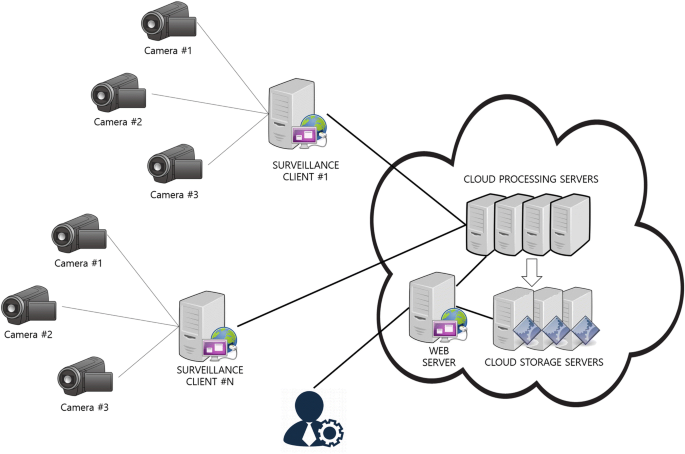 Camera #1
Camera #2
Camera #3
SURVEILLANCE
CLIENT #1
CLOUD PROCESSING SERVERS
Camera #1
Camera #2
Camera #3
SURVEILLANCE
CLIENT #N
WEB
SERVER
CLOUD STORAGE SERVERS